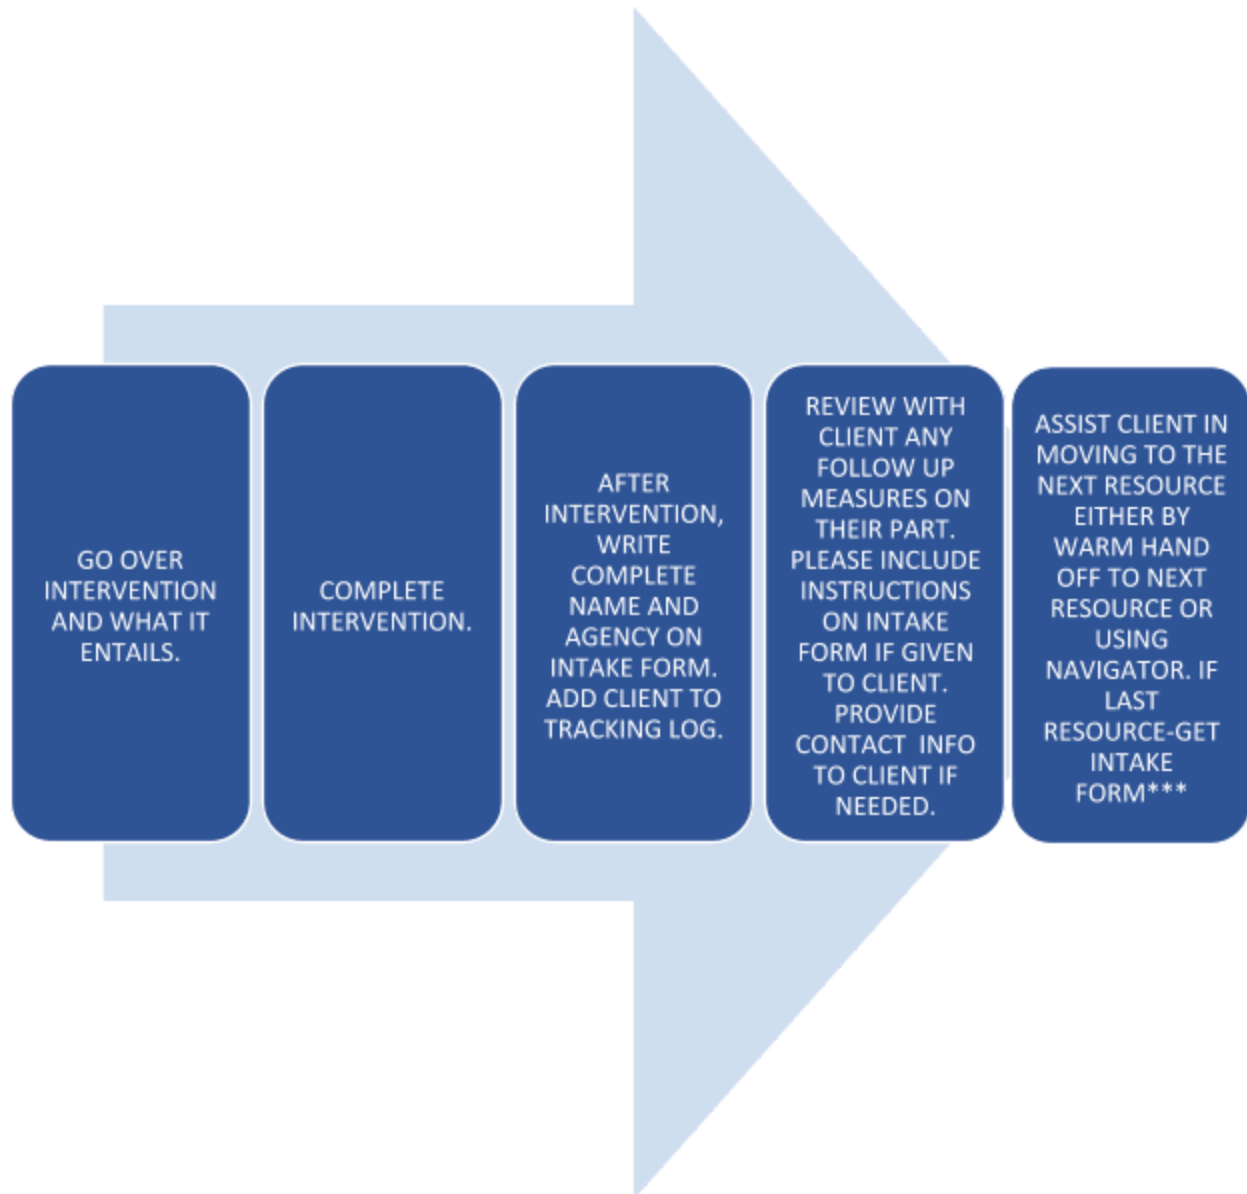 GO OVER
INTERVENTION
AND WHAT IT
ENTAILS.
COMPLETE
INTERVENTION.
AFTER
INTERVENTION,
WRITE
COMPLETE
NAME AND
AGENCY ON
INTAKE FORM.
ADD CLIENT TO
TRACKING LOG.
REVIEW WITH
CLIENT ANY
FOLLOW UP
MEASURES ON
THEIR PART.
PLEASE INCLUDE
INSTRUCTIONS
ON INTAKE
FORM IF GIVEN
TO CLIENT.
PROVIDE
CONTACT  INFO
TO CLIENT IF
NEEDED.
ASSIST CLIENT IN
MOVING TO THE
NEXT RESOURCE
EITHER BY
WARM HAND
OFF TO NEXT
RESOURCE OR
USING
NAVIGATOR. IF
LAST
RESOURCE-GET
INTAKE
FORM***